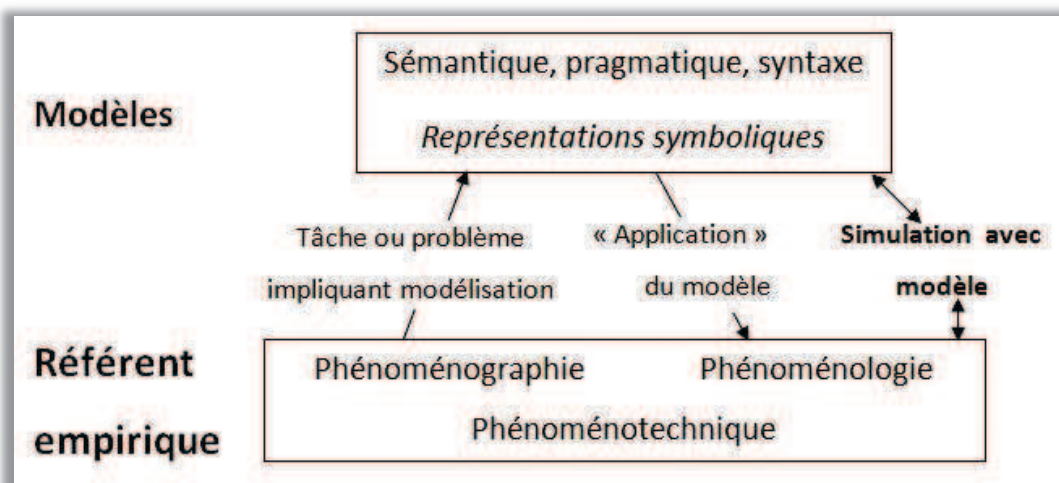 Sémantique, pragmatique, syntaxe
Modèles
Représentations symboliques
Tâche ou problème « Application » Simulation avec
impliquant modélisation du modèle modèle
Référent
Phénoménographie Phénoménologie
empirique
Phénoménotechnique